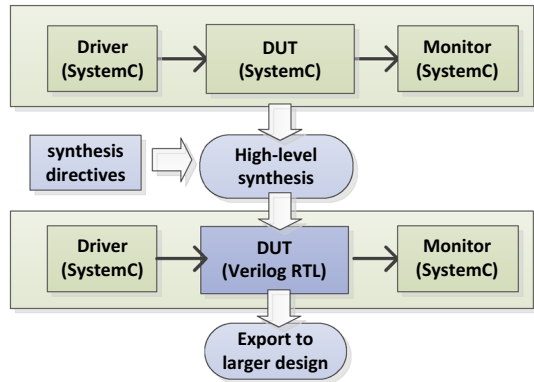 Driver
(SystemC)
DUT
(SystemC)
Monitor
(SystemC)
synthesis
directives
High-level
synthesis
Driver
(SystemC)
DUT
(Verilog RTL)
Monitor
(SystemC)
Export to
larger design